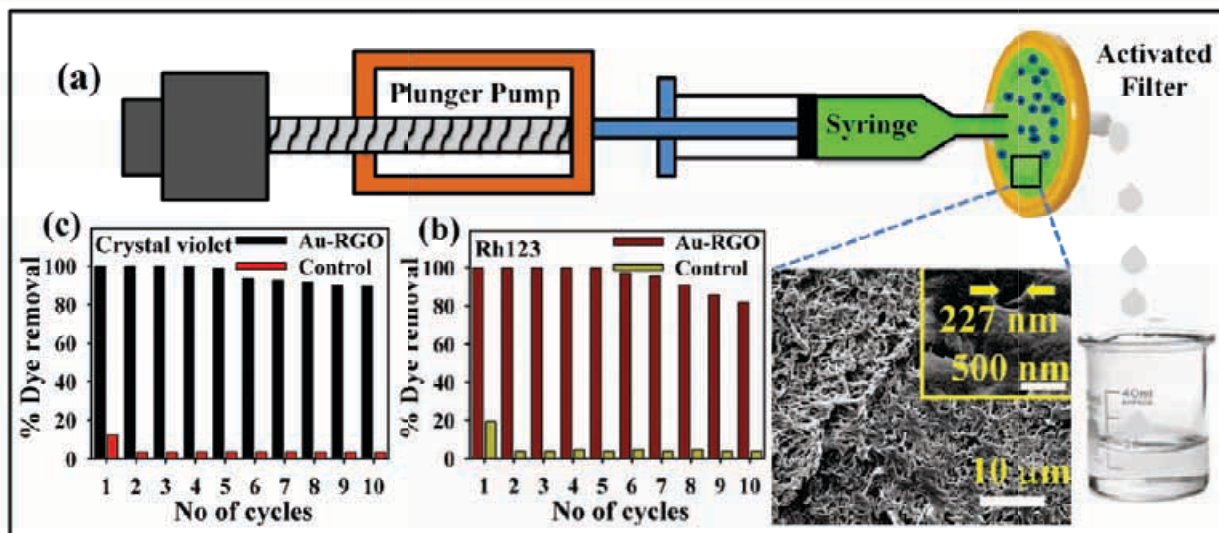 (a)
Plunger Pump
Syringe
Activated
Filter
(c)
Crystal violet
Au-RGO
Control
% Dye removal
100
80
60
40
20
0
1 2 3 4 5 6 7 8 9 10
No of cycles
(b)
Rh123
Au-RGO
Control
% Dye removal
100
80
60
40
20
0
1 2 3 4 5 6 7 8 9 10
No of cycles
227 nm
500 nm
10 µm
40ml